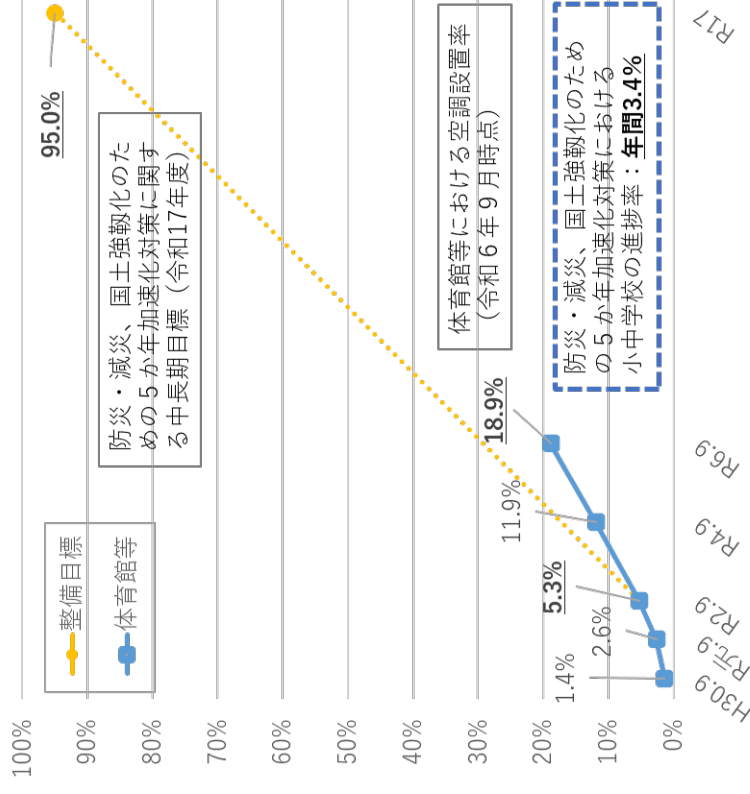 100%
90%
80%
70%
60%
50%
40%
30%
20%
10%
0%
整備目標
体育館等
防災・減災、国土強靱化のた
めの５か年加速化対策に関す
る中長期目標（令和17年度）
95.0%
体育館等における空調設置率
（令和６年９月時点）
防災・減災、国土強靱化のため
の５か年加速化対策における
小中学校の進捗率：年間3.4%
1.4%
2.6%
5.3%
11.9%
18.9%
H30.9
R元.9
R2.9
R4.9
R6.9
R17